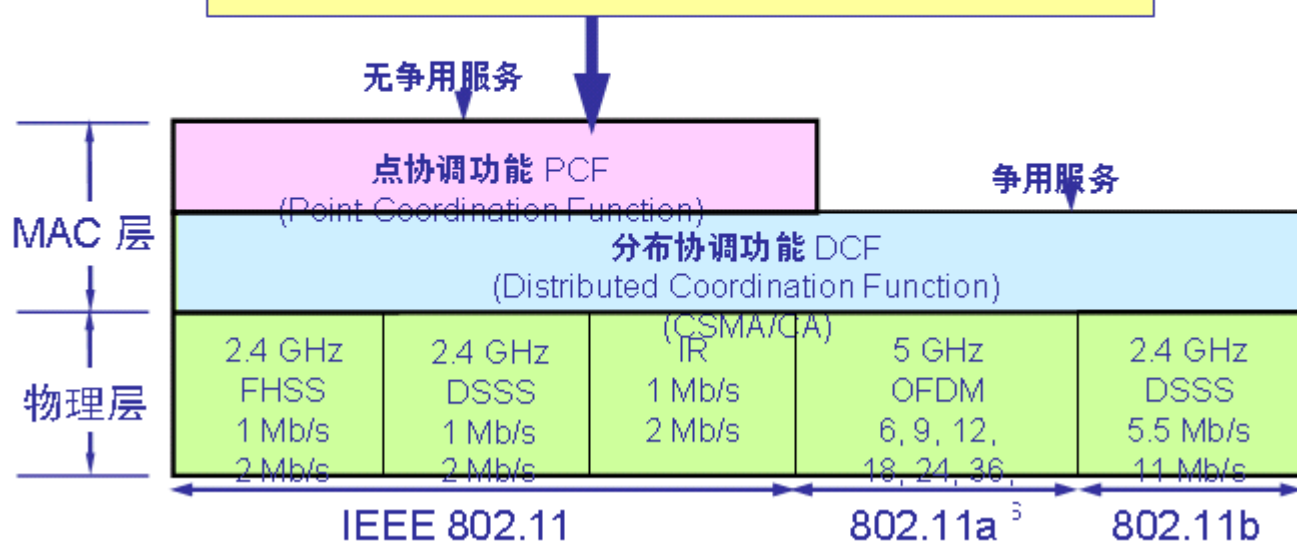 无争用服务
点协调功能 PCF
(Point Coordination Function)
争用服务
MAC 层
分布协调功能 DCF
(Distributed Coordination Function)
(CSMA/CA)
物理层
2.4 GHz
FHSS
1 Mb/s
2 Mb/s
2.4 GHz
DSSS
1 Mb/s
2 Mb/s
IR
1 Mb/s
2 Mb/s
5 GHz
OFDM
6, 9, 12,
18, 24, 36,
2.4 GHz
DSSS
5.5 Mb/s
11 Mb/s
IEEE 802.11
802.11a
802.11b